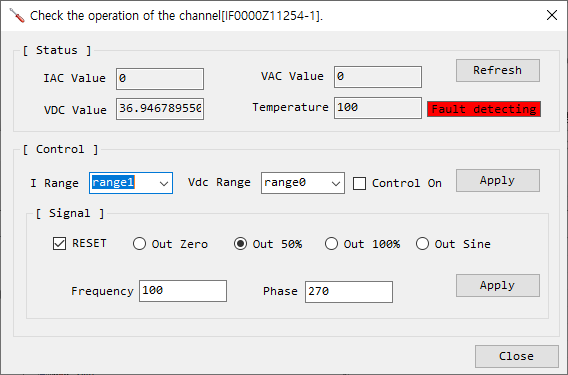 Check the operation of the channel[IF0000Z11254-1].
[ Status ]
IAC Value 0 VAC Value 0 Refresh
VDC Value 36.946789550 Temperature 100 Fault detecting
[ Control ]
I Range range1 Vdc Range range0 Control On Apply
[ Signal ]
RESET Out Zero Out 50% Out 100% Out Sine
Frequency 100 Phase 270 Apply
Close